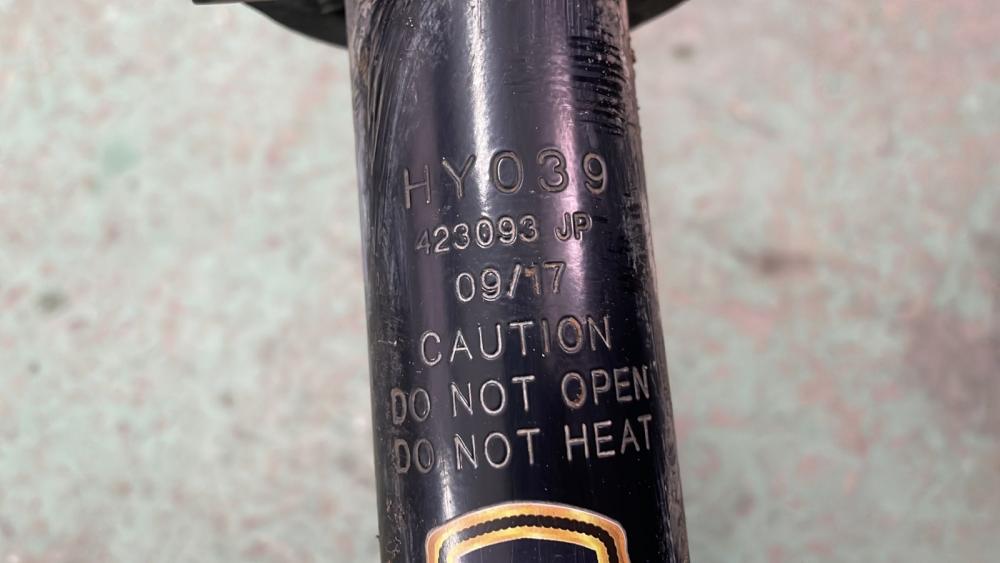 HY039
423093 JP
09/17
CAUTION
DO NOT OPEN
DO NOT HEAT